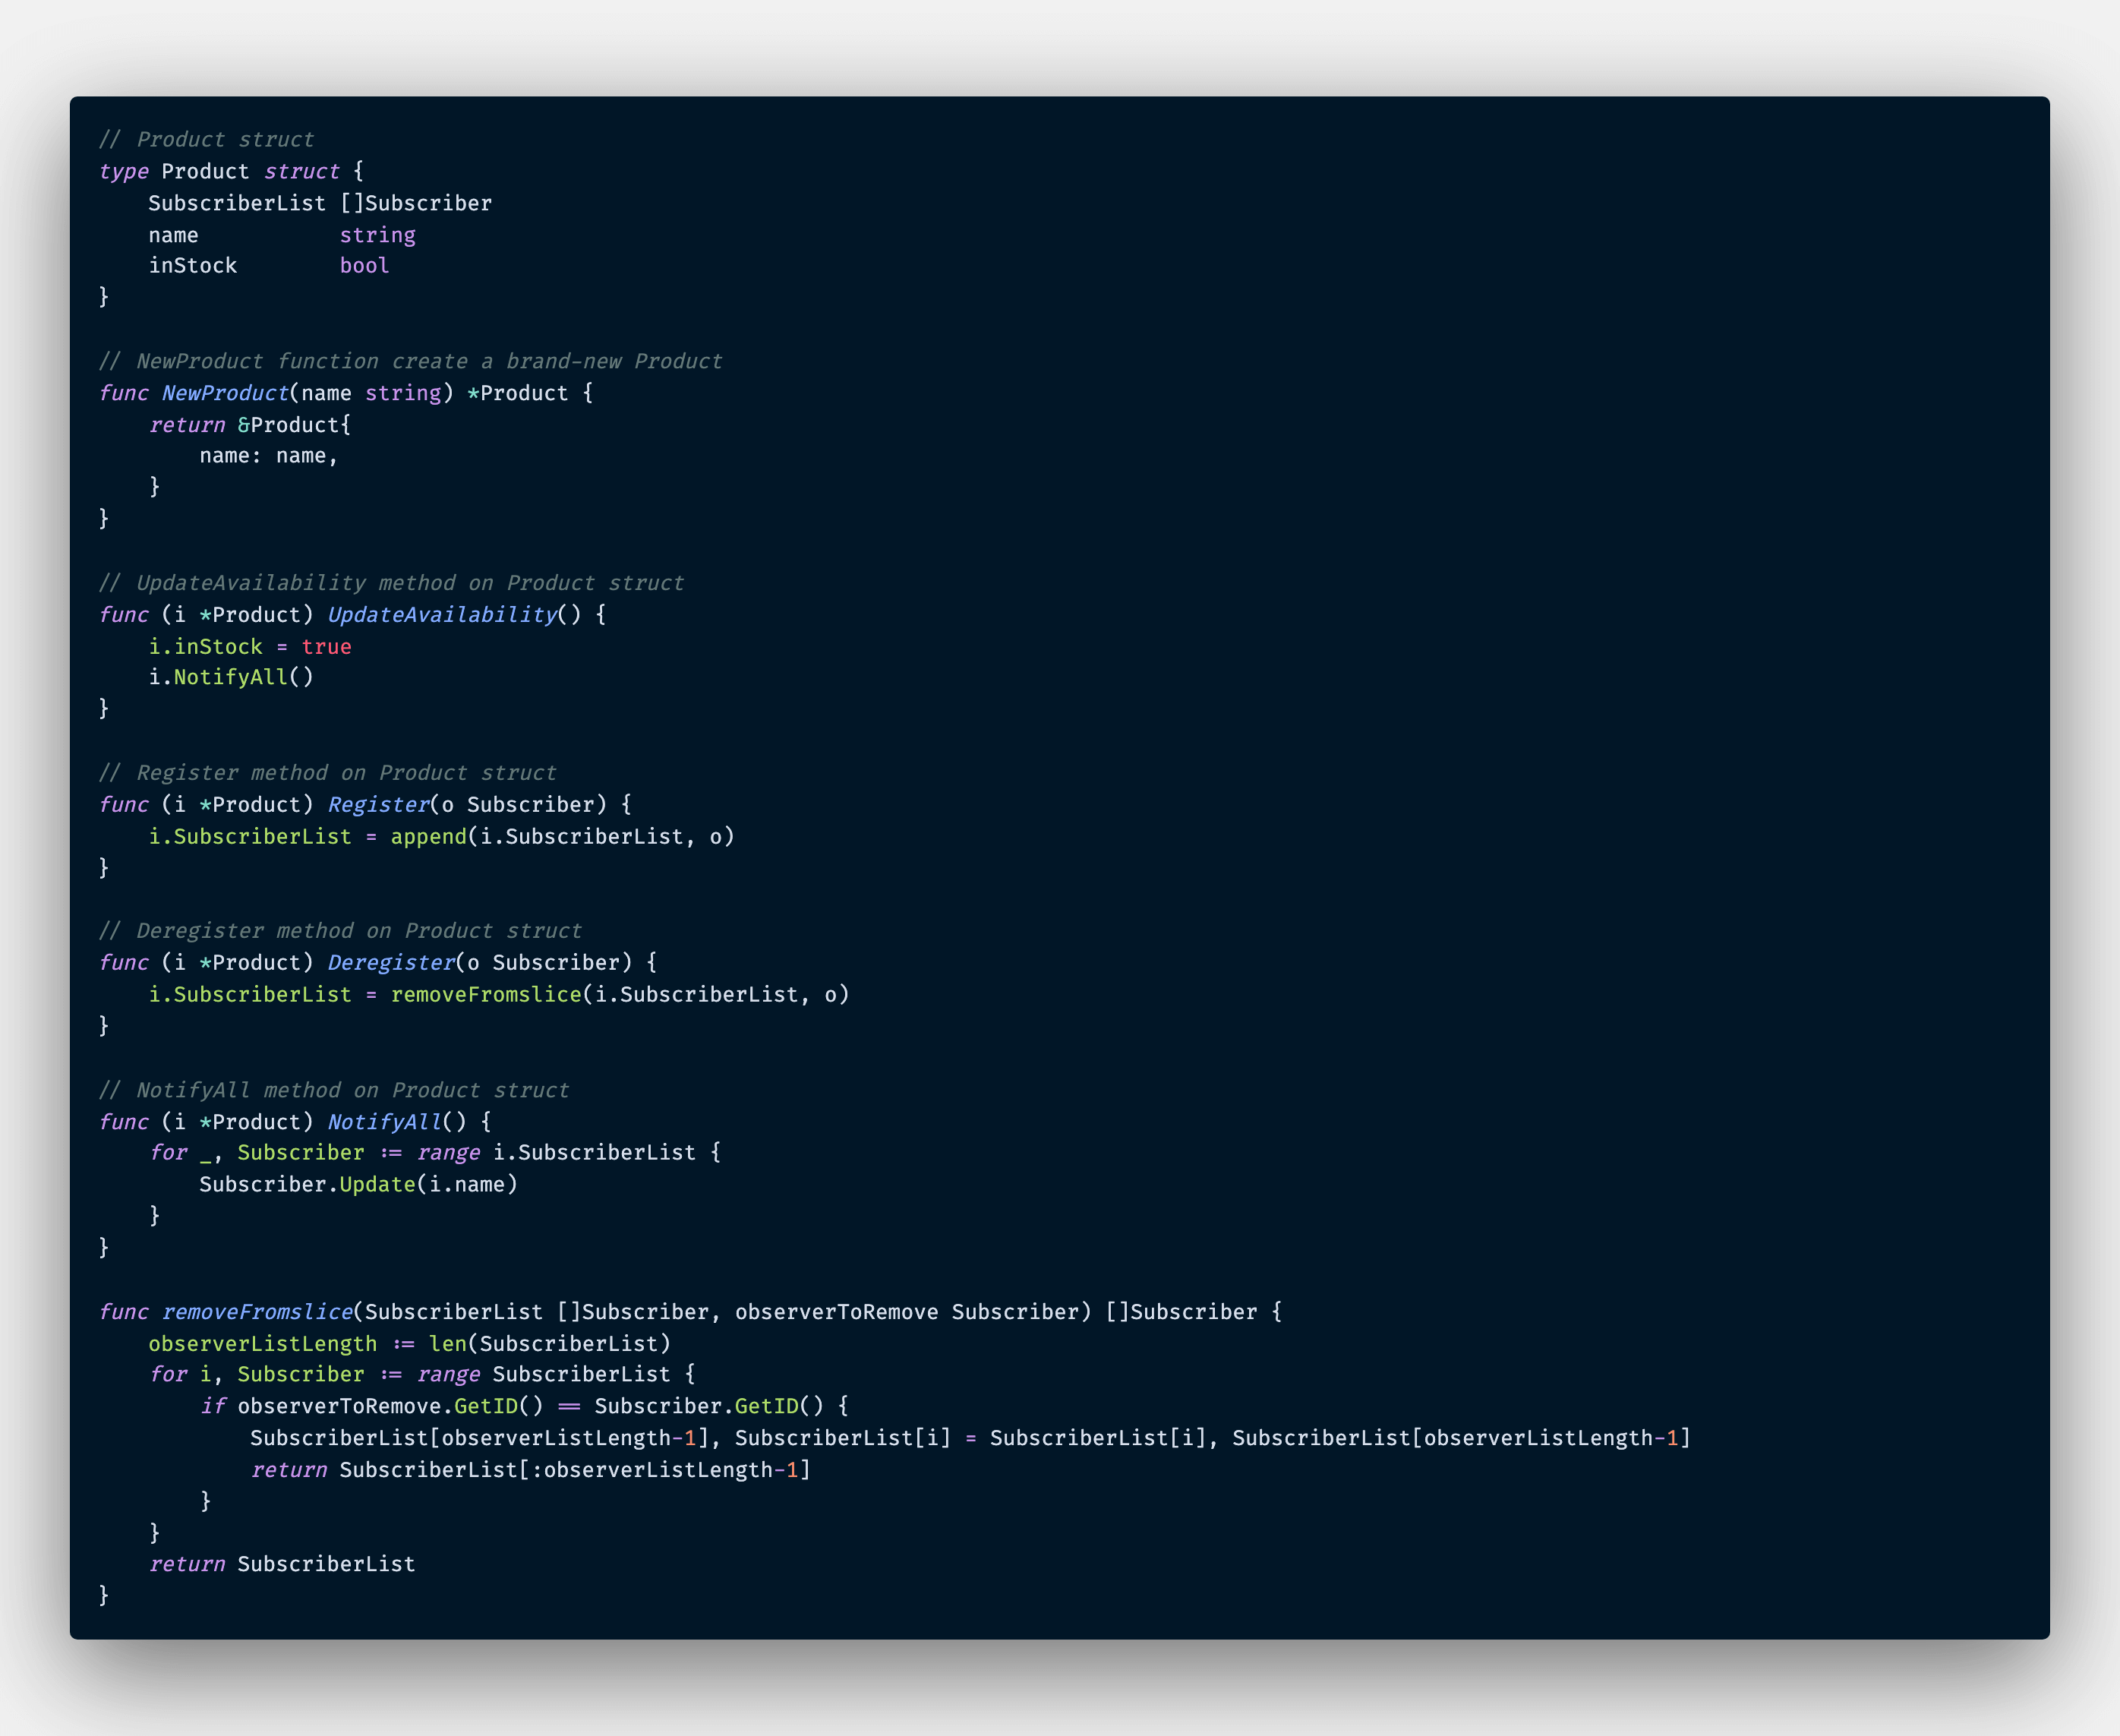 // Product struct
type Product struct {
    SubscriberList []Subscriber
    name           string
    inStock        bool
}

// NewProduct function create a brand-new Product
func NewProduct(name string) *Product {
    return &Product{
        name: name,
    }
}

// UpdateAvailability method on Product struct
func (i *Product) UpdateAvailability() {
    i.inStock = true
    i.NotifyAll()
}

// Register method on Product struct
func (i *Product) Register(o Subscriber) {
    i.SubscriberList = append(i.SubscriberList, o)
}

// Deregister method on Product struct
func (i *Product) Deregister(o Subscriber) {
    i.SubscriberList = removeFromslice(i.SubscriberList, o)
}

// NotifyAll method on Product struct
func (i *Product) NotifyAll() {
    for _, Subscriber := range i.SubscriberList {
        Subscriber.Update(i.name)
    }
}

func removeFromslice(SubscriberList []Subscriber, observerToRemove Subscriber) []Subscriber {
    observerListLength := len(SubscriberList)
    for i, Subscriber := range SubscriberList {
        if observerToRemove.GetID() == Subscriber.GetID() {
            SubscriberList[observerListLength-1], SubscriberList[i] = SubscriberList[i], SubscriberList[observerListLength-1]
            return SubscriberList[:observerListLength-1]
        }
    }
    return SubscriberList
}